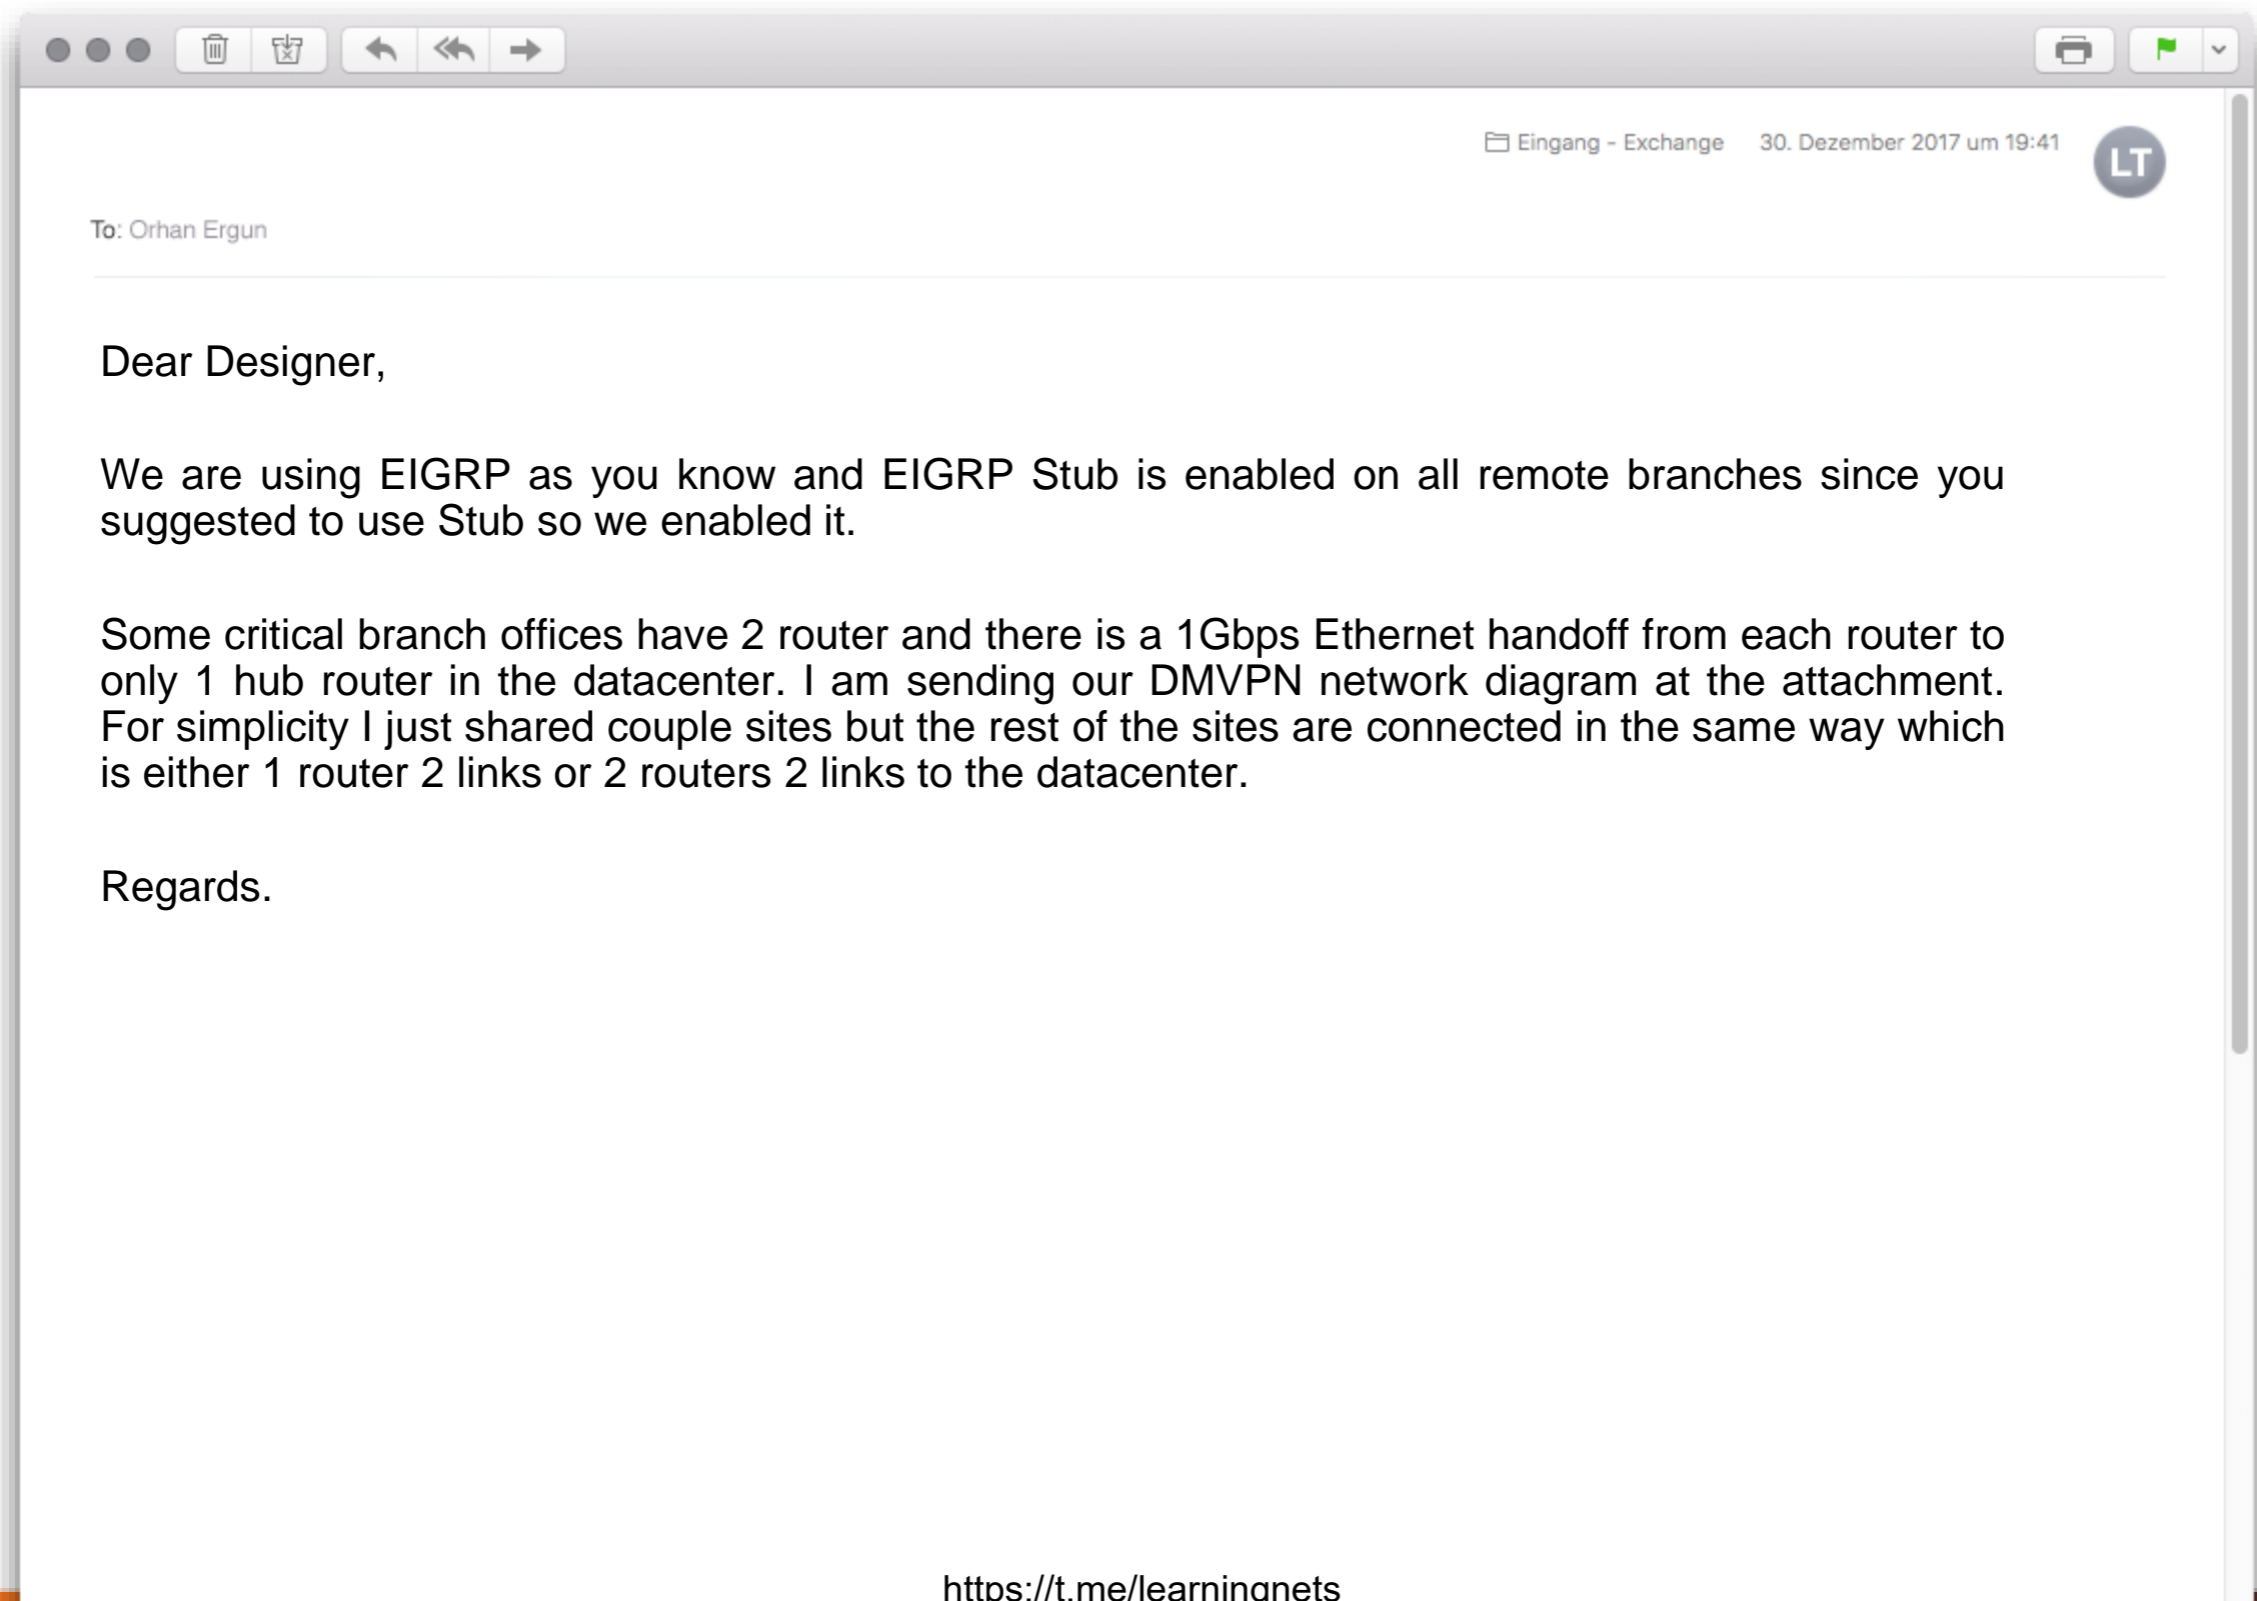 Eingang - Exchange 30. Dezember 2017 um 19:41
LT
To: Orhan Ergun
Dear Designer,
We are using EIGRP as you know and EIGRP Stub is enabled on all remote branches since you
suggested to use Stub so we enabled it.
Some critical branch offices have 2 router and there is a 1Gbps Ethernet handoff from each router to
only 1 hub router in the datacenter. I am sending our DMVPN network diagram at the attachment.
For simplicity I just shared couple sites but the rest of the sites are connected in the same way which
is either 1 router 2 links or 2 routers 2 links to the datacenter.
Regards.
https://t.me/learningnets